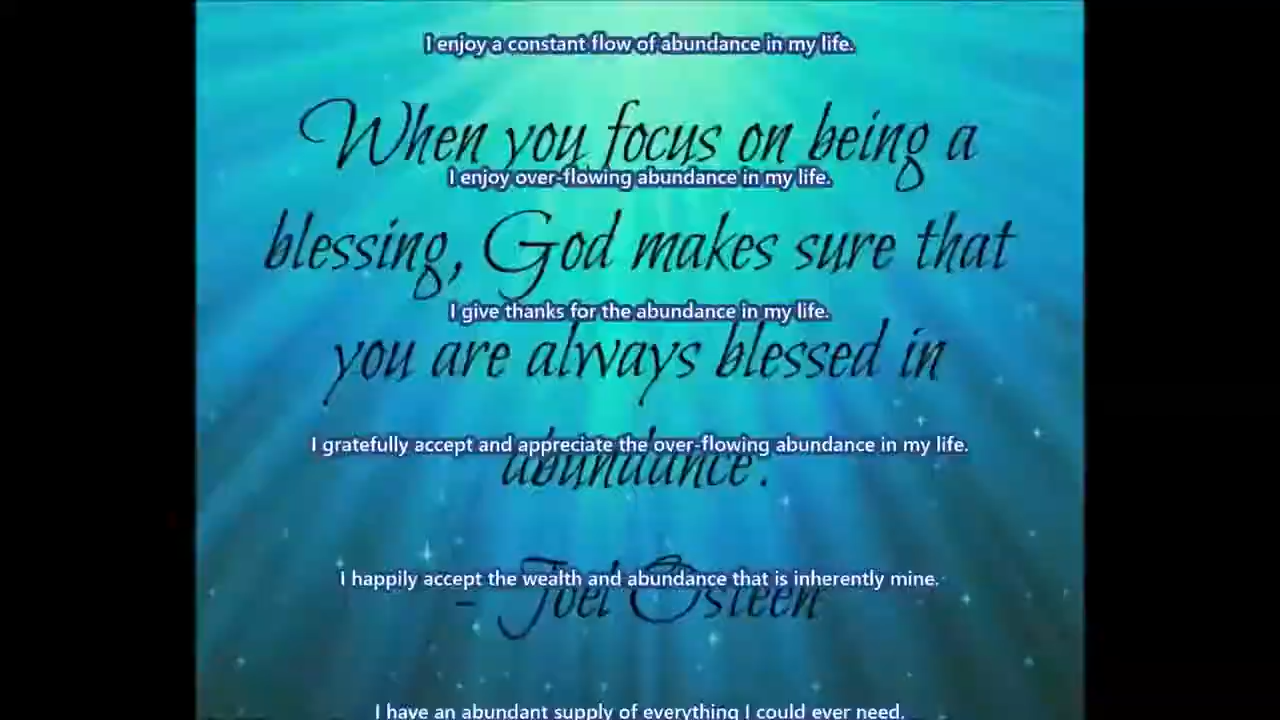 I enjoy a constant flow of abundance in my life.
When you focus on being a
I enjoy over-flowing abundance in my life.
blessing, God makes sure that
I give thanks for the abundance in my life.
you are always blessed in
I gratefully accept and appreciate the over-flowing abundance in my life.
abundance.
I happily accept the wealth and abundance that is inherently mine.
- Joel Osteen
I have an abundant supply of everything I could ever need.